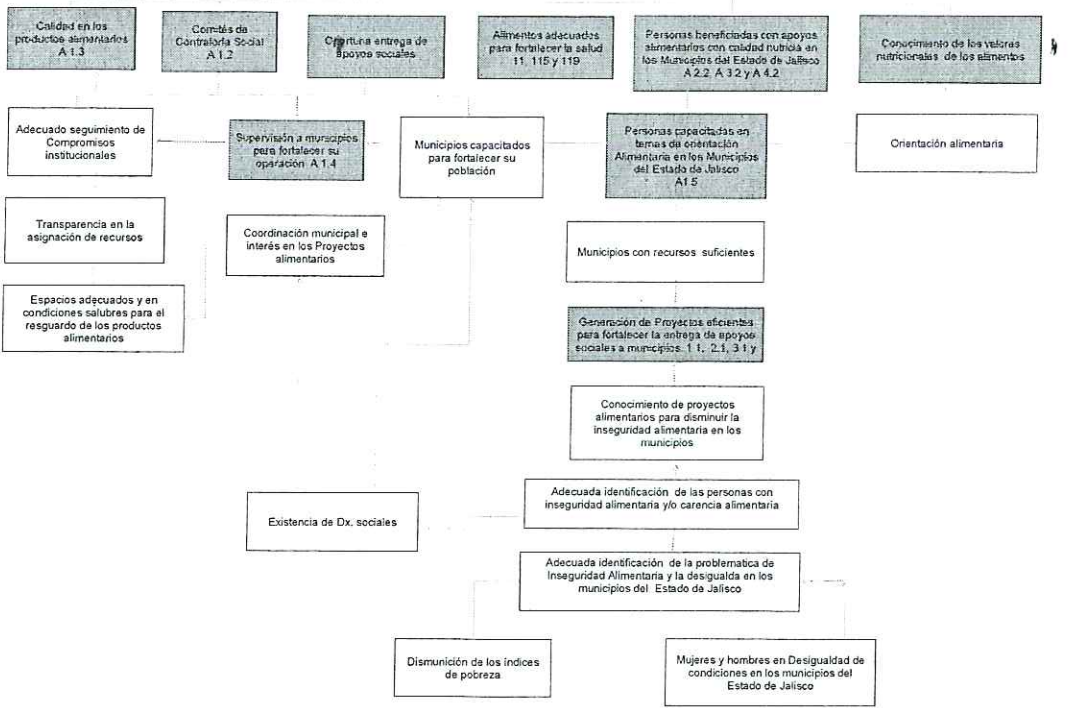 Calidad en los
productos alimentarios
A 1.3
Comités de
Contraloría Social
A 1.2
Oportuna entrega de
apoyos sociales
Alimentos adecuados
para fortalecer la salud
11, 115 y 119
Personas beneficiadas con apoyos
alimentarios con calidad nutricia en
los Municipios del Estado de Jalisco
A 2.2, A 3.2 y A 4.2
Conocimiento de los valores
nutricionales de los alimentos
Adecuado seguimiento de
Compromisos
institucionales
Supervisión a municipios
para fortalecer su
operación A 1.4
Municipios capacitados
para fortalecer su
población
Personas capacitadas en
temas de orientación
Alimentaria en los Municipios
del Estado de Jalisco
A1.5
Orientación alimentaria
Transparencia en la
asignación de recursos
Coordinación municipal e
interés en los Proyectos
alimentarios
Municipios con recursos suficientes
Espacios adecuados y en
condiciones salubres para el
resguardo de los productos
alimentarios
Generación de Proyectos eficientes
para fortalecer la entrega de apoyos
sociales a municipios 1.1, 2.1, 3.1 y
Conocimiento de proyectos
alimentarios para disminuir la
inseguridad alimentaria en los
municipios
Existencia de Dx. sociales
Adecuada identificación de las personas con
inseguridad alimentaria y/o carencia alimentaria
Adecuada identificación de la problematica de
Inseguridad Alimentaria y la desigualda en los
municipios del Estado de Jalisco
Dismunición de los índices
de pobreza
Mujeres y hombres en Desigualdad de
condiciones en los municipios del
Estado de Jalisco